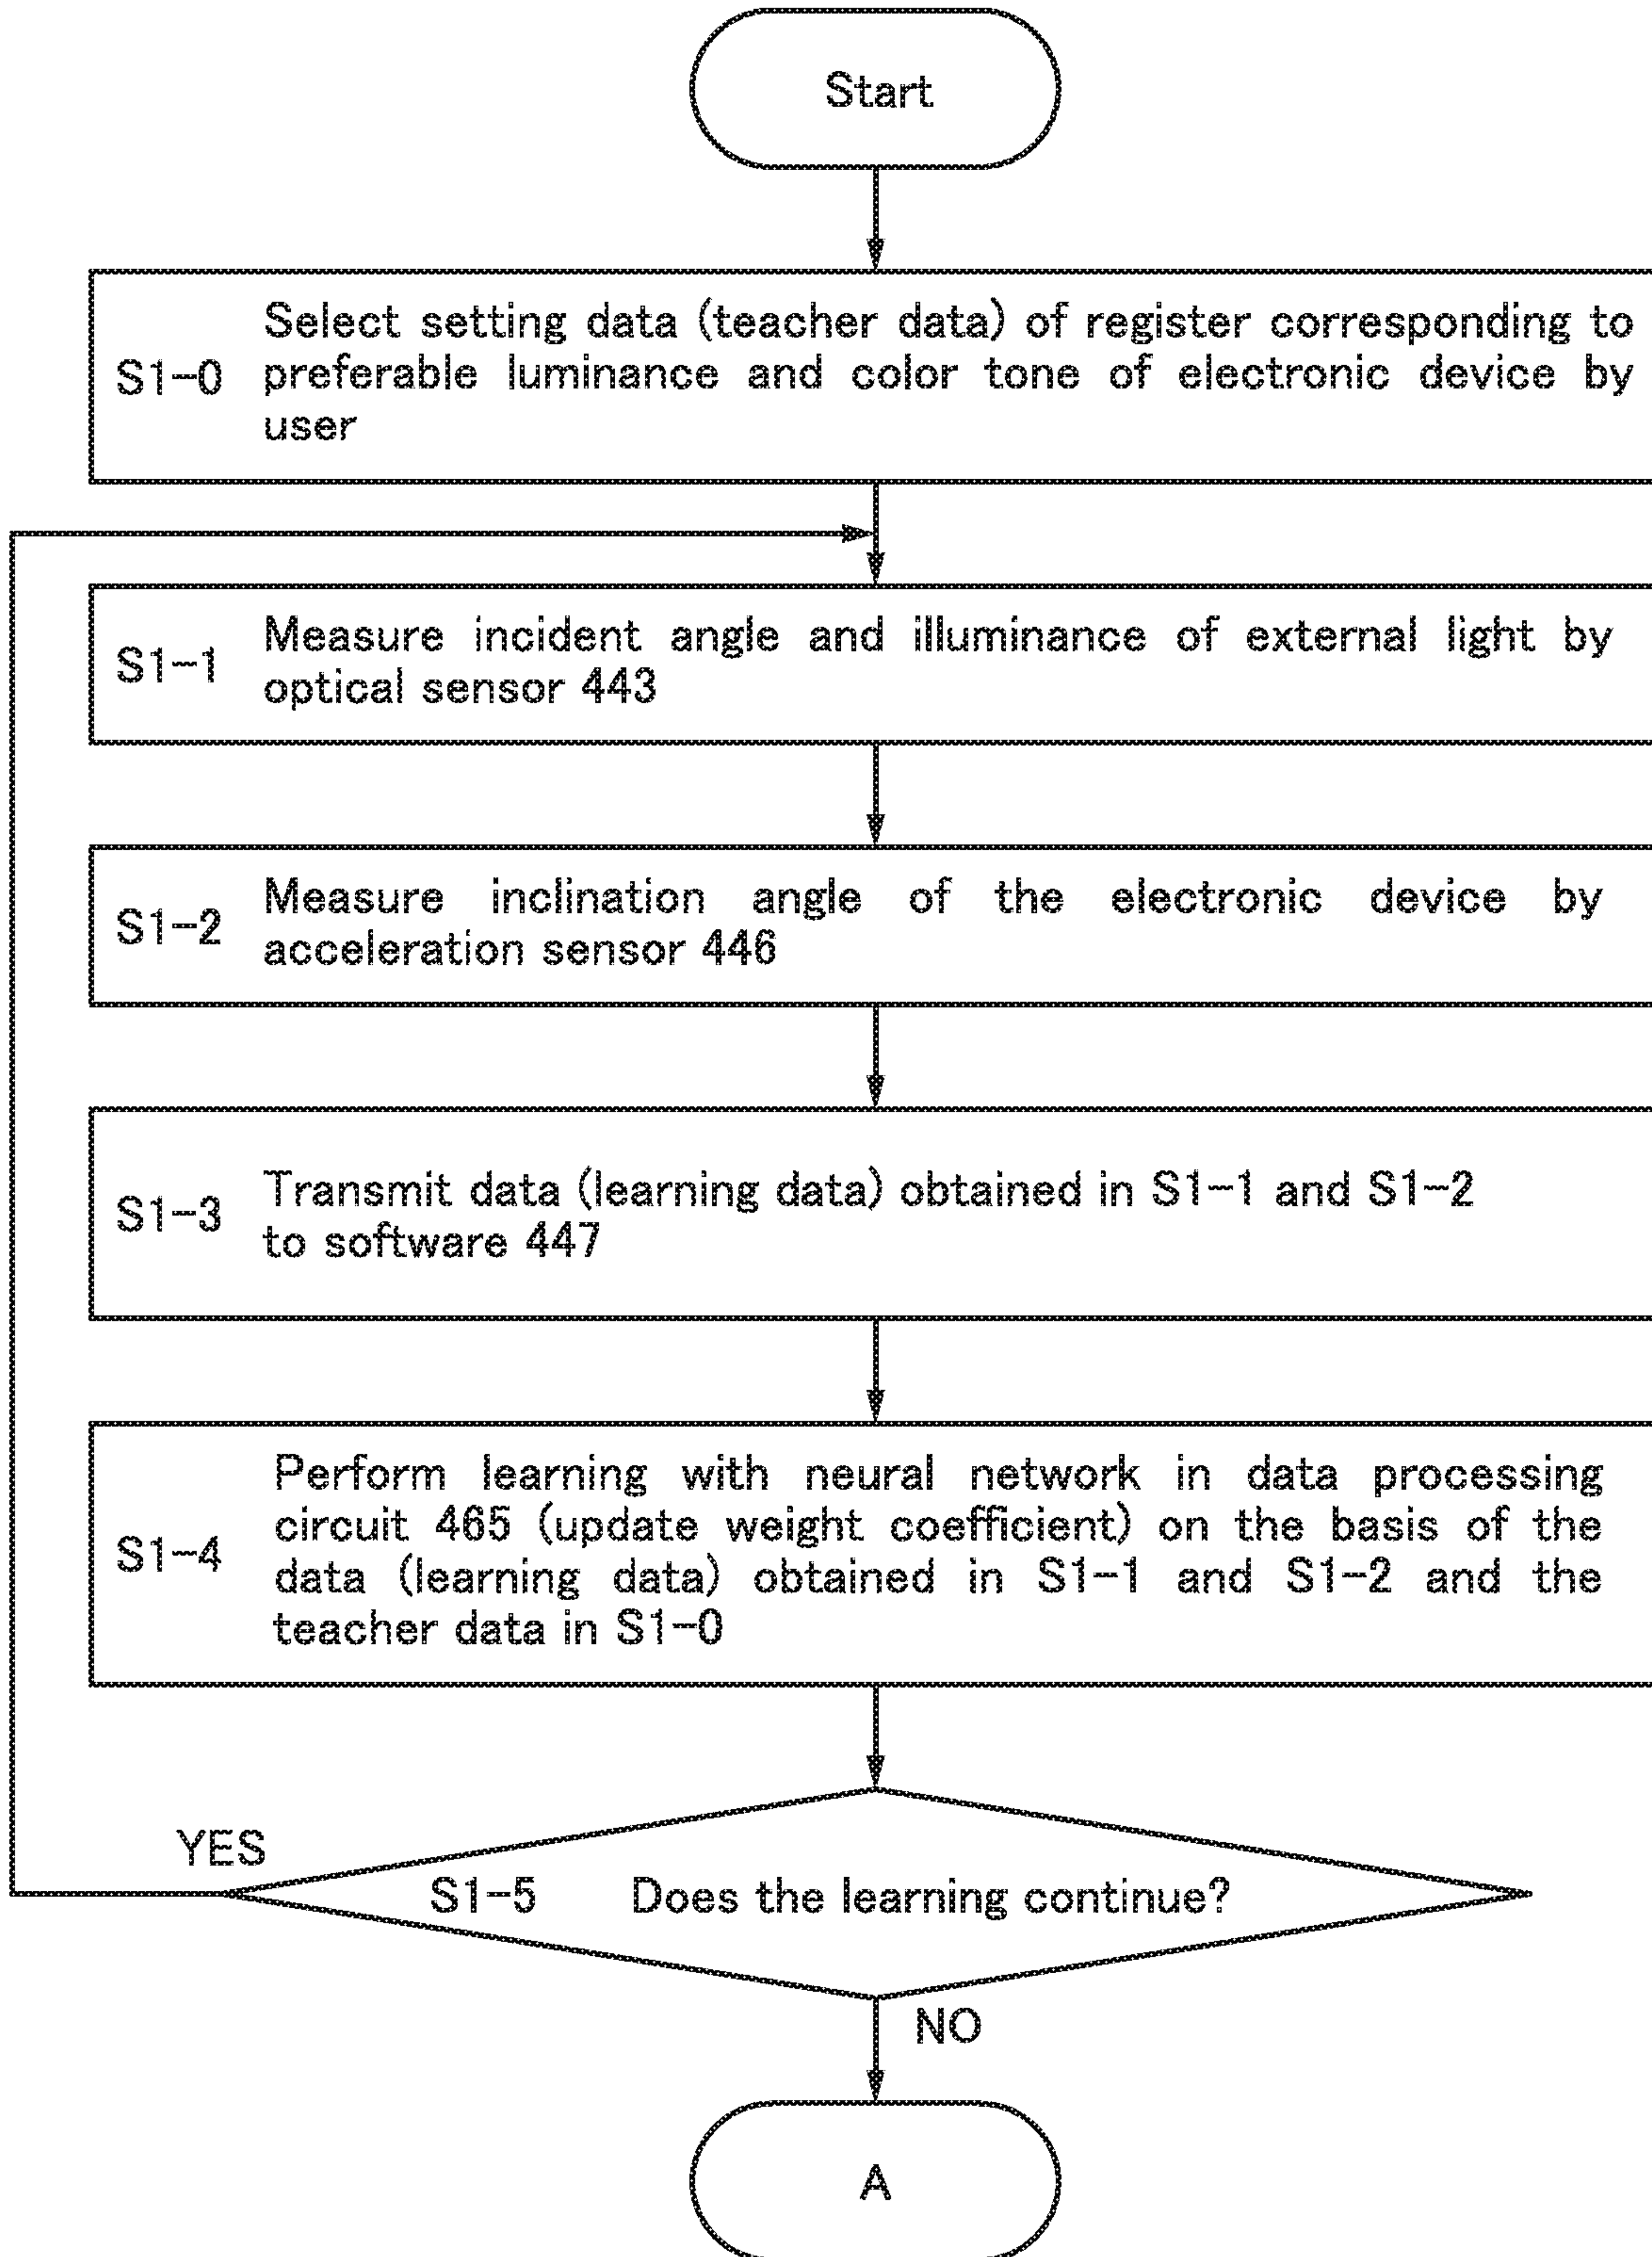 Start
S1-0
Select setting data (teacher data) of register corresponding to
preferable luminance and color tone of electronic device by
user
S1-1
Measure incident angle and illuminance of external light by
optical sensor 443
S1-2
Measure inclination angle of the electronic device by
acceleration sensor 446
S1-3
Transmit data (learning data) obtained in S1-1 and S1-2
to software 447
S1-4
Perform learning with neural network in data processing
circuit 465 (update weight coefficient) on the basis of the
data (learning data) obtained in S1-1 and S1-2 and the
teacher data in S1-0
YES
S1-5 Does the learning continue?
NO
A